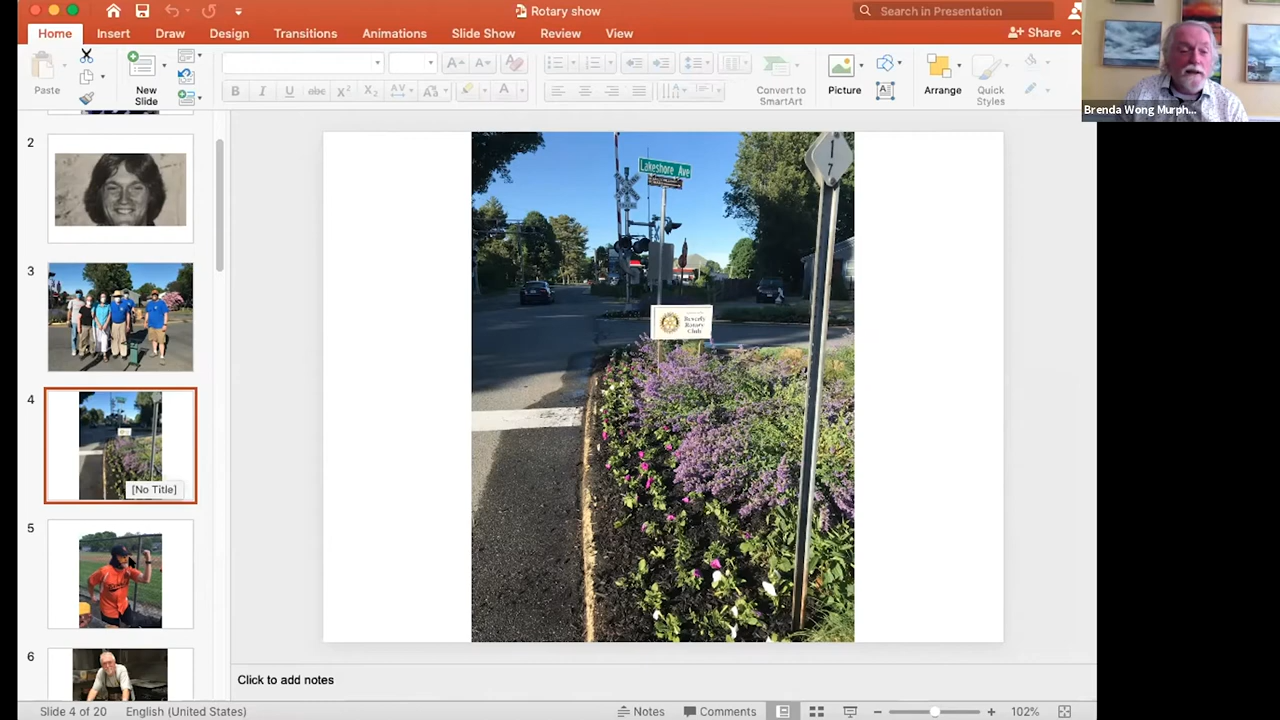 Rotary show
Search in Presentation
Home
Insert
Draw
Design
Transitions
Animations
Slide Show
Review
View
Share
Paste
New
Slide
Convert to
SmartArt
Picture
Arrange
Quick
Styles
Brenda Wong Murph...
2
3
4
[No Title]
5
6
Lakeshore Ave
1
7
Beverly
Rotary
Club
Click to add notes
Slide 4 of 20
English (United States)
Notes
Comments
102%